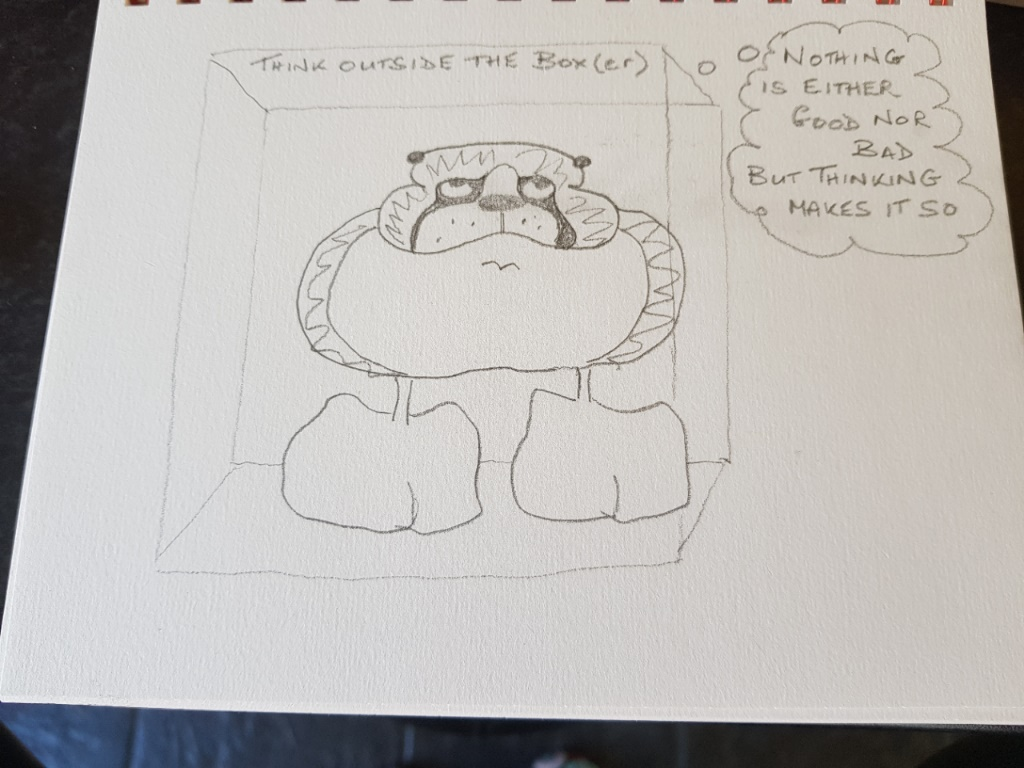 THINK OUTSIDE THE BOX(er)
NOTHING
IS EITHER
GOOD NOR
BAD
BUT THINKING
MAKES IT SO